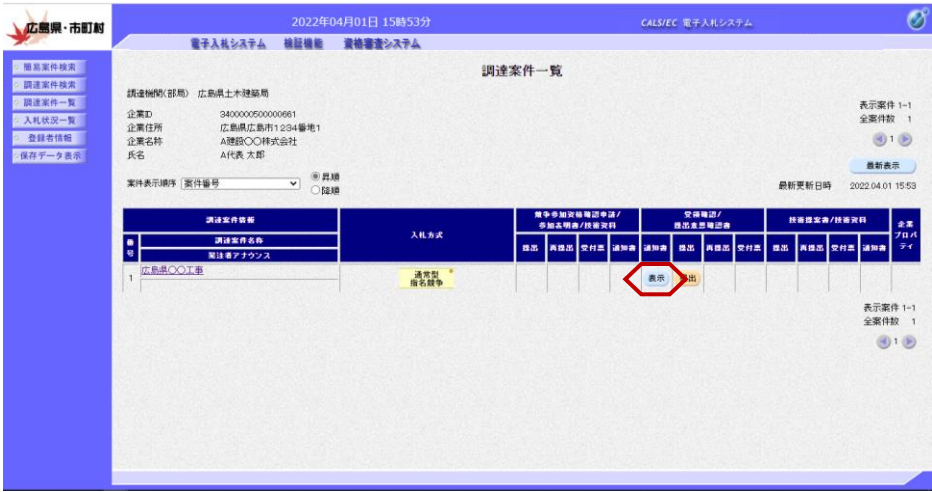 広島県・市町村
2022年04月01日 15時53分
CALS/EC 電子入札システム
電子入札システム 検証機能 資格審査システム
簡易案件検索
調達案件検索
調達案件一覧
入札状況一覧
登録者情報
保存データ表示
調達案件一覧
調達機関(部局) 広島県土木建築局
企業ID 3400000500000661
企業住所 広島県広島市1234番地1
企業名称 A建設〇〇株式会社
氏名 A代表 太郎
表示案件 1-1
全案件数 1
1
最新表示
案件表示順序 案件番号 昇順
降順
最新更新日時 2022.04.01 15:53
番号
調達案件情報
調達案件名称
発注者アナウンス
入札方式
競争参加資格確認申請/
参加表明書/技術資料
提出 再提出 受付票 通知書
受領確認/
提出意思確認書
通知書 提出 再提出 受付票
技術提案書/技術資料
提出 再提出 受付票 通知書
企業
プロパ
ティ
1 広島県〇〇工事
通常型
指名競争
表示
提出
表示案件 1-1
全案件数 1
1